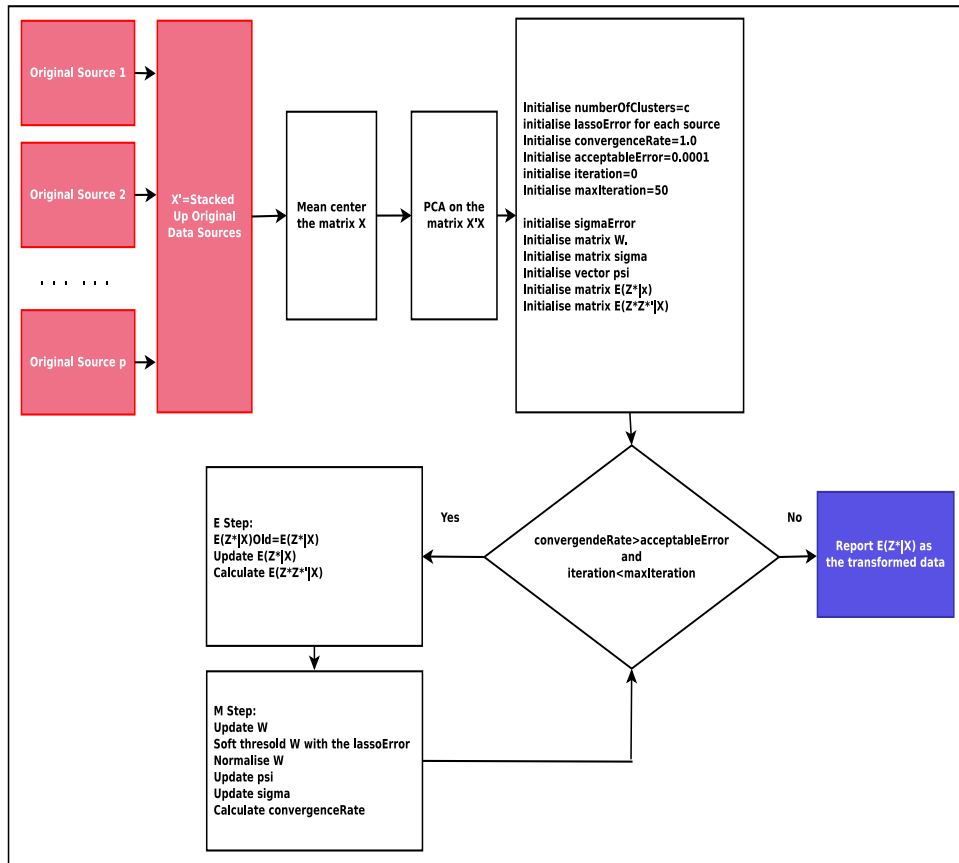 Original Source 1
Original Source 2
. . . . . .
Original Source p
X'=Stacked
Up Original
Data Sources
Mean center
the matrix X
PCA on the
matrix X'X
Initialise numberOfClusters=c
initialise lassoError for each source
Initialise convergenceRate=1.0
Initialise acceptableError=0.0001
initialise iteration=0
Initialise maxIteration=50
initialise sigmaError
Initialise matrix W.
Initialise matrix sigma
Initialise vector psi
Initialise matrix E(Z*|x)
Initialise matrix E(Z*Z*'|X)
convergendeRate>acceptableError
and
iteration<maxIteration
Yes
No
E Step:
E(Z*|X)Old=E(Z*|X)
Update E(Z*|X)
Calculate E(Z*Z*'|X)
M Step:
Update W
Soft thresold W with the lassoError
Normalise W
Update psi
Update sigma
Calculate convergenceRate
Report E(Z*|X) as
the transformed data